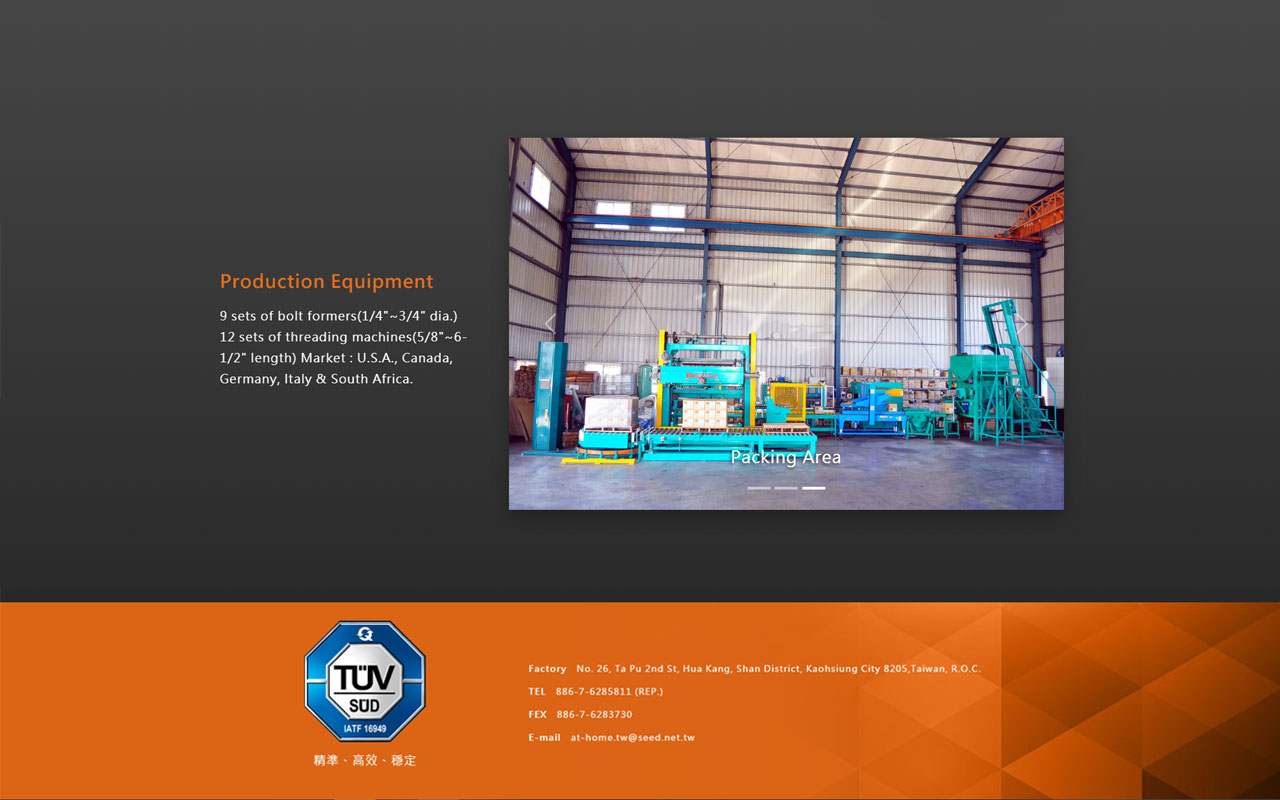 Production Equipment
9 sets of bolt formers(1/4"~3/4" dia.)
12 sets of threading machines(5/8"~6-
1/2" length) Market : U.S.A., Canada,
Germany, Italy & South Africa.
Packing Area
TÜV
SÜD
IATF 16949
精準、高效、穩定
Factory No. 26, Ta Pu 2nd St, Hua Kang, Shan District, Kaohsiung City 8205,Taiwan, R.O.C.
TEL 886-7-6285811 (REP.)
FEX 886-7-6283730
E-mail at-home.tw@seed.net.tw